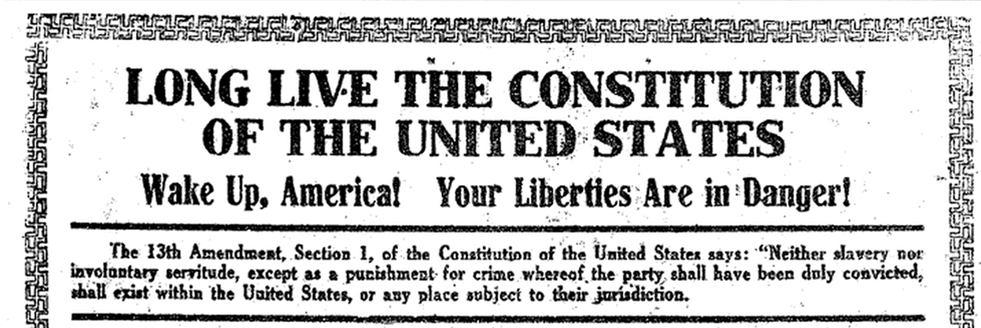 LONG LIVE THE CONSTITUTION
OF THE UNITED STATES
Wake Up, America! Your Liberties Are in Danger!
The 13th Amendment, Section 1, of the Constitution of the United States says: "Neither slavery nor
involuntary servitude, except as a punishment for crime whereof the party shall have been duly convicted,
shall exist within the United States, or any place subject to their jurisdiction.